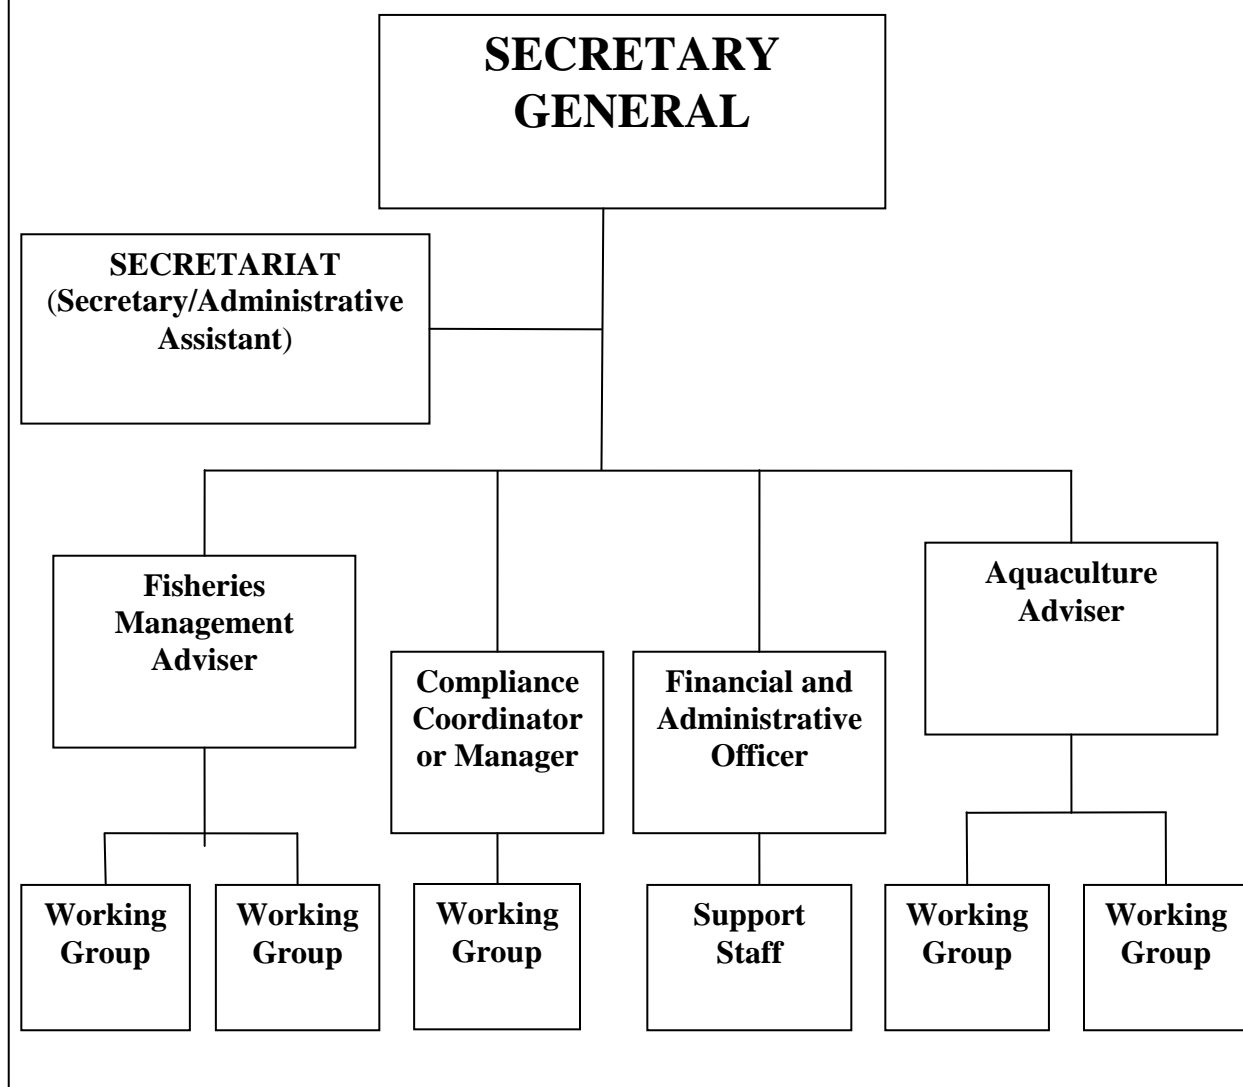 SECRETARY
GENERAL
SECRETARIAT
(Secretary/Administrative
Assistant)
Fisheries
Management
Adviser
Compliance
Coordinator
or Manager
Financial and
Administrative
Officer
Aquaculture
Adviser
Working
Group
Working
Group
Working
Group
Support
Staff
Working
Group
Working
Group